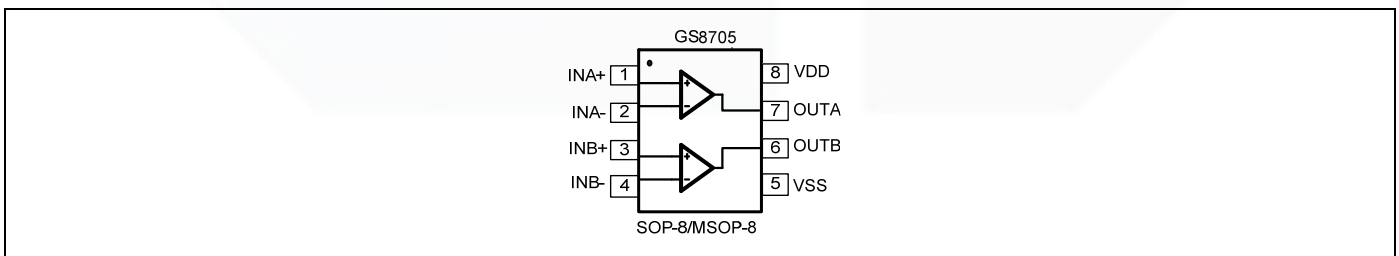 GS8705
INA+ 1 8 VDD
+
INA- 2 - 7 OUTA
INB+ 3 + 6 OUTB
INB- 4 - 5 VSS
SOP-8/MSOP-8